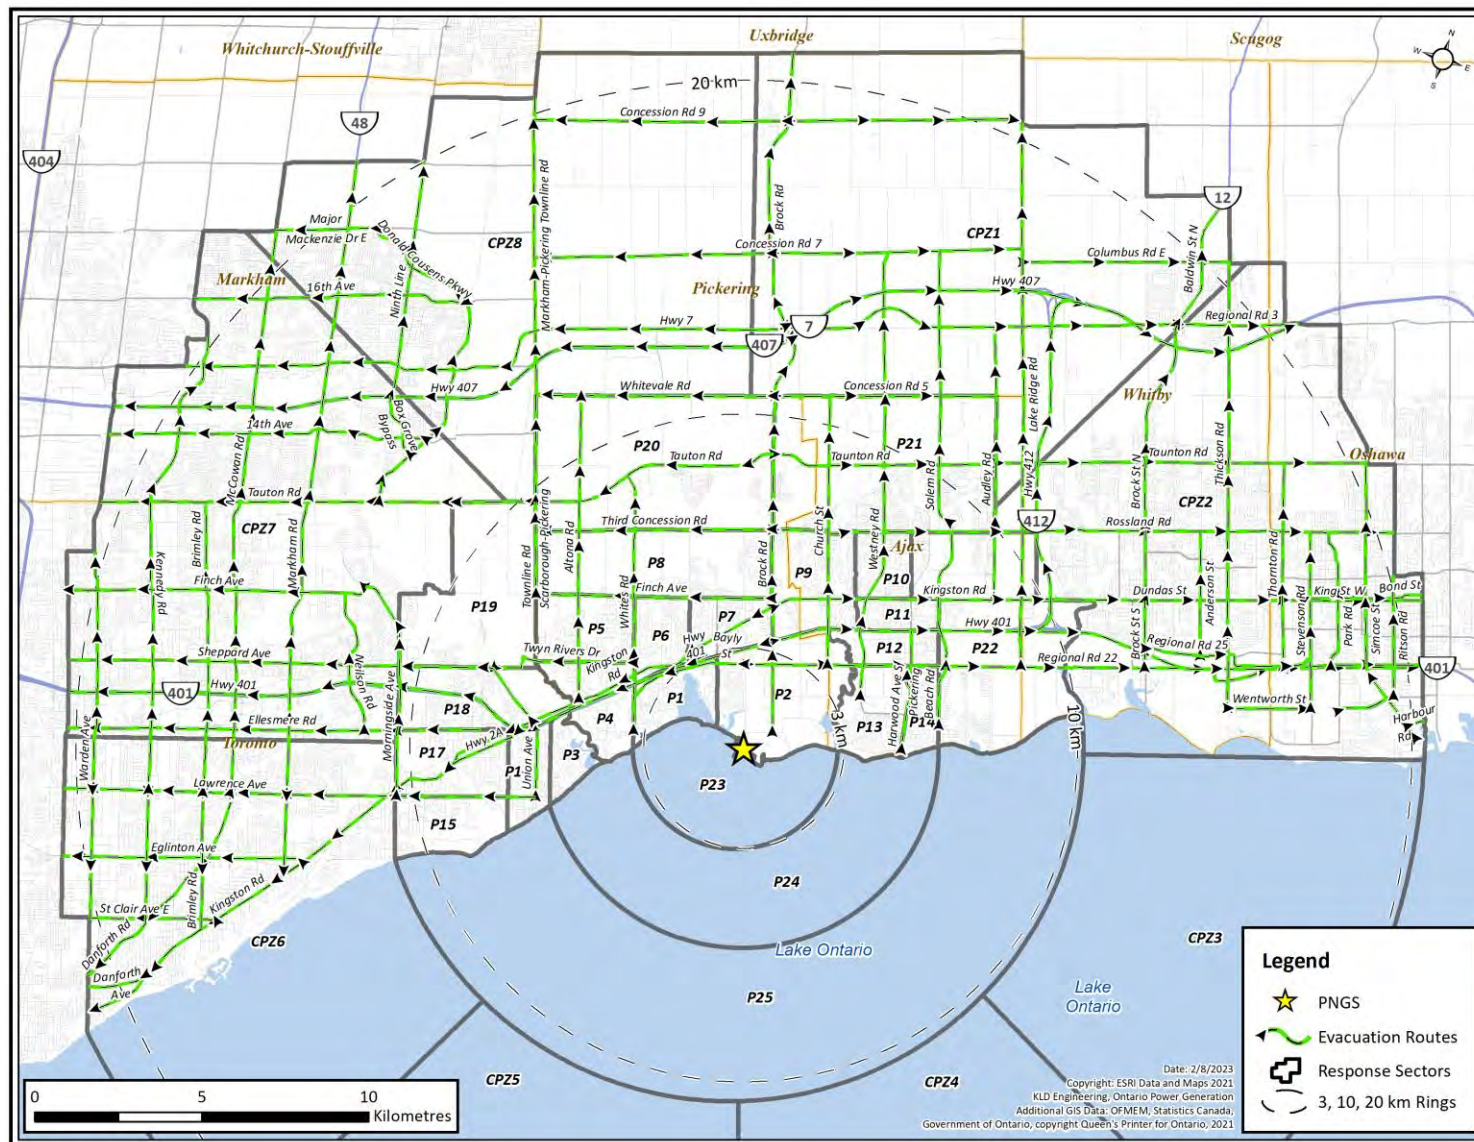 Whitchurch-Stouffville
Uxbridge
Scugog
N
W
E
S
20 km
48
404
Concession Rd 9
12
Major
Mackenzie Dr E
Donald Cousens Pkwy
CPZ8
Markham-Pickering Townline Rd
Brock Rd
CPZ1
Concession Rd 7
Columbus Rd E
Baldwin St N
Markham
16th Ave
Ninth Line
Pickering
Hwy 407
Hwy 7
7
407
Regional Rd 3
Hwy 407
Whitevale Rd
Concession Rd 5
Lake Ridge Rd
Whitby
14th Ave
Box Grove
Bypass
McCowan Rd
P20
P21
Tauton Rd
Taunton Rd
Taunton Rd
Thickson Rd
Oshawa
Tauton Rd
Salem Rd
Audley Rd
Hwy 412
Brock St N
CPZ2
Brimley Rd
CPZ7
Markham Rd
Kennedy Rd
Third Concession Rd
Church St
Westney Rd
412
Rossland Rd
Ajax
Scarborough-Pickering
Townline Rd
Altona Rd
P8
Brock Rd
P9
P10
Finch Ave
Whites Rd
Finch Ave
Kingston Rd
Dundas St
Anderson St
Thornton Rd
Stevenson Rd
King St W
Bond St
P19
P7
P11
P5
P6
Hwy
401
Bayly
St
Hwy 401
Brock St S
Regional Rd 25
Park Rd
Simcoe St
Ritson Rd
Sheppard Ave
Neilson Rd
Twyn Rivers Dr
Kingston
Rd
P12
P22
Regional Rd 22
401
Hwy 401
401
Morningside Ave
P18
P1
P2
Harwood Ave S
Pickering
Beach Rd
Wentworth St
Warden Ave
Ellesmere Rd
P4
P13
P14
3 km
10 km
Harbour
Rd
Toronto
P17
Hwy 2A
P1
Union Ave
P3
P23
Lawrence Ave
P15
Eglinton Ave
Brimley Rd
Kingston Rd
St Clair Ave E
Danforth Rd
Danforth
Ave
P24
CPZ6
Lake Ontario
CPZ3
P25
Lake
Ontario
CPZ5
CPZ4
Legend
PNGS
Evacuation Routes
Response Sectors
3, 10, 20 km Rings
0
5
10
Kilometres
Date: 2/8/2023
Copyright: ESRI Data and Maps 2021
KLD Engineering, Ontario Power Generation
Additional GIS Data: OFMEM, Statistics Canada,
Government of Ontario, copyright Queen's Printer for Ontario, 2021